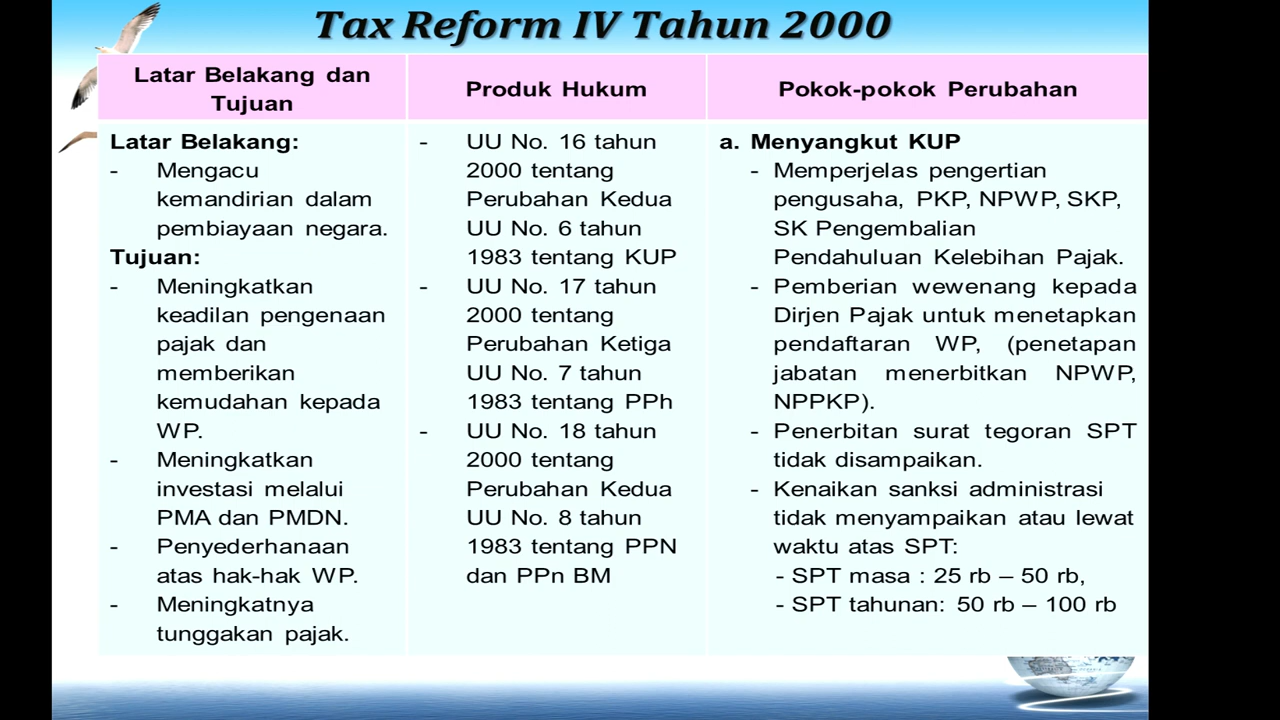 Tax Reform IV Tahun 2000
Latar Belakang dan
Tujuan
Produk Hukum
Pokok-pokok Perubahan
Latar Belakang:
- Mengacu
kemandirian dalam
pembiayaan negara.
Tujuan:
- Meningkatkan
keadilan pengenaan
pajak dan
memberikan
kemudahan kepada
WP.
- Meningkatkan
investasi melalui
PMA dan PMDN.
- Penyederhanaan
atas hak-hak WP.
- Meningkatnya
tunggakan pajak.
- UU No. 16 tahun
2000 tentang
Perubahan Kedua
UU No. 6 tahun
1983 tentang KUP
- UU No. 17 tahun
2000 tentang
Perubahan Ketiga
UU No. 7 tahun
1983 tentang PPh
- UU No. 18 tahun
2000 tentang
Perubahan Kedua
UU No. 8 tahun
1983 tentang PPN
dan PPn BM
a. Menyangkut KUP
- Memperjelas pengertian
pengusaha, PKP, NPWP, SKP,
SK Pengembalian
Pendahuluan Kelebihan Pajak.
- Pemberian wewenang kepada
Dirjen Pajak untuk menetapkan
pendaftaran WP, (penetapan
jabatan menerbitkan NPWP,
NPPKP).
- Penerbitan surat tegoran SPT
tidak disampaikan.
- Kenaikan sanksi administrasi
tidak menyampaikan atau lewat
waktu atas SPT:
- SPT masa : 25 rb – 50 rb,
- SPT tahunan: 50 rb – 100 rb